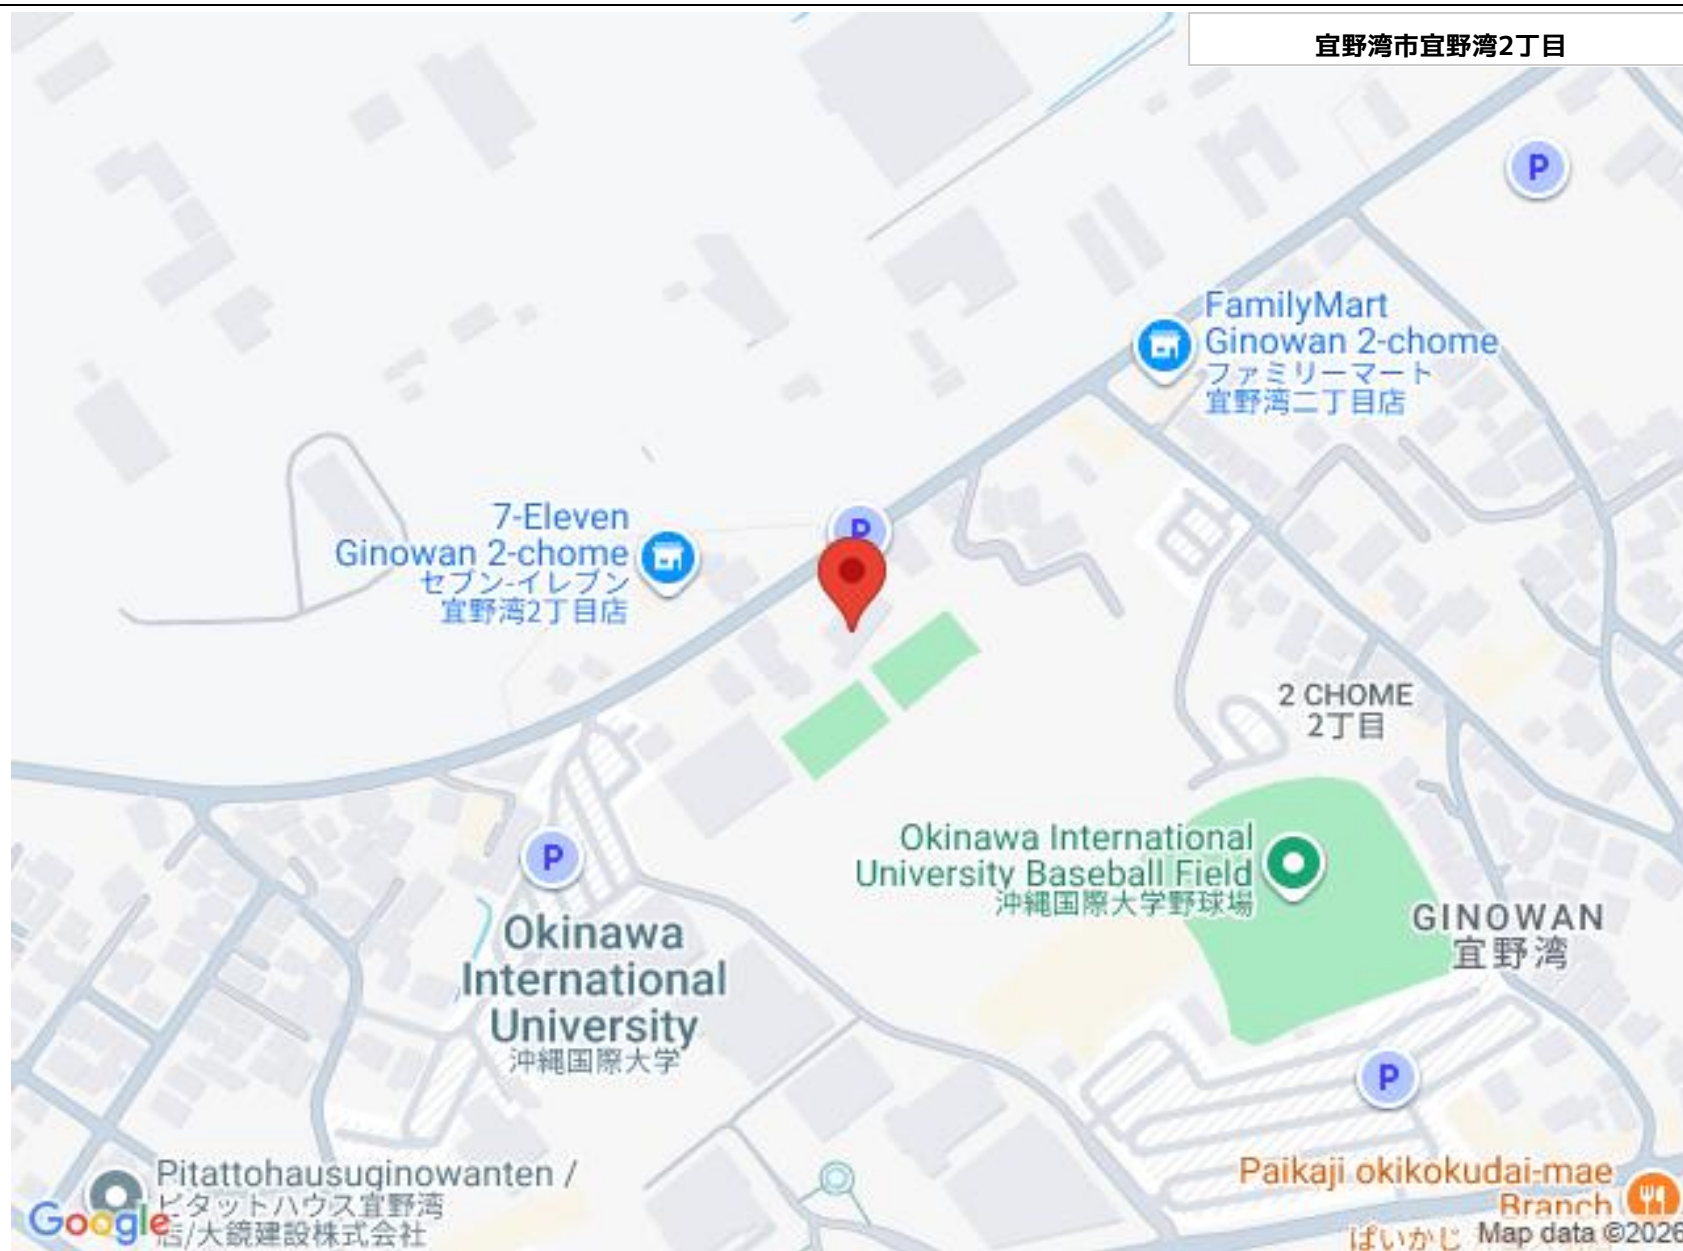 宜野湾市宜野湾2丁目
P
FamilyMart
Ginowan 2-chome
ファミリーマート
宜野湾二丁目店
7-Eleven
Ginowan 2-chome
セブン-イレブン
宜野湾2丁目店
P
2 CHOME
2丁目
Okinawa International
University Baseball Field
沖縄国際大学野球場
P
GINOWAN
宜野湾
Okinawa
International
University
沖縄国際大学
P
Pitattohausuginowanten /
ピタットハウス宜野湾
店/大鏡建設株式会社
Google
Paikaji okikokudai-mae
Branch
ぱいかじ
Map data ©2026